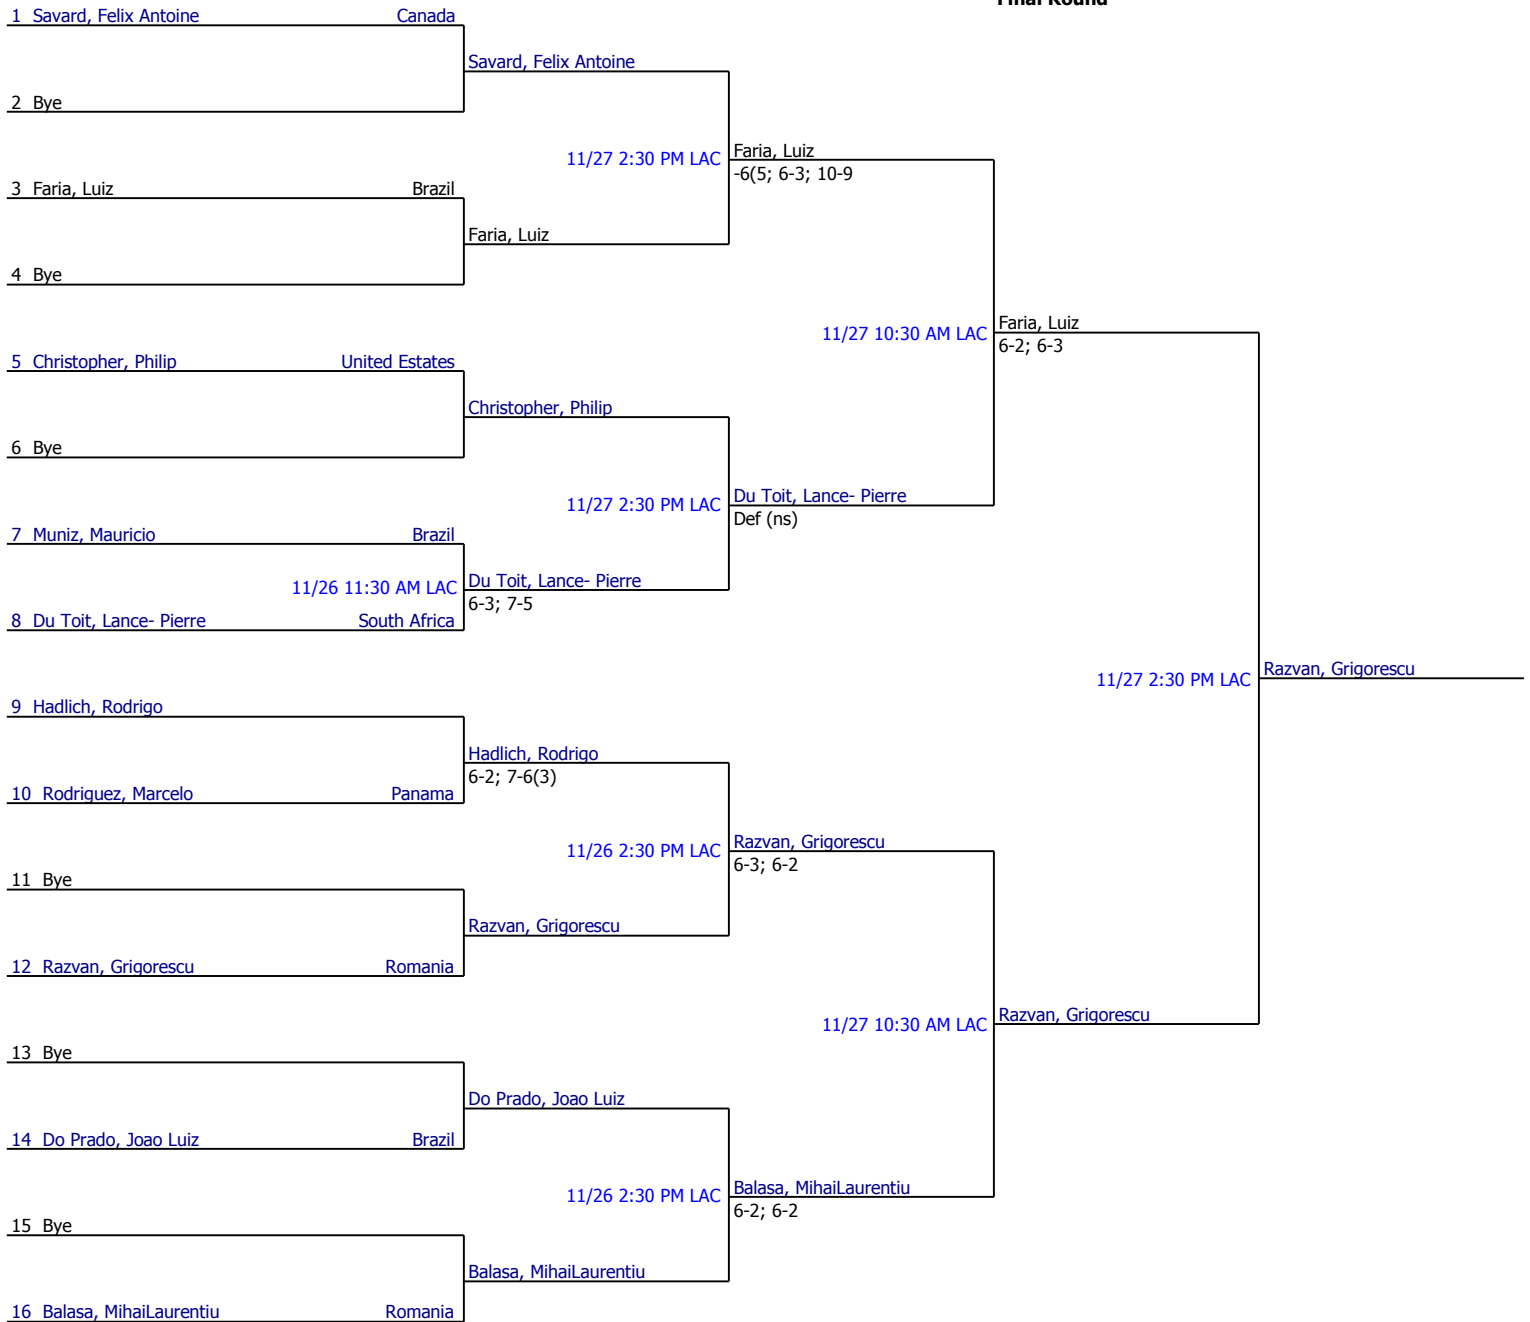 Final Round
1 Savard, Felix Antoine Canada
Savard, Felix Antoine
2 Bye
11/27 2:30 PM LAC
Faria, Luiz
-6(5; 6-3; 10-9
3 Faria, Luiz Brazil
Faria, Luiz
4 Bye
11/27 10:30 AM LAC
Faria, Luiz
6-2; 6-3
5 Christopher, Philip United Estates
Christopher, Philip
6 Bye
11/27 2:30 PM LAC
Du Toit, Lance- Pierre
Def (ns)
7 Muniz, Mauricio Brazil
11/26 11:30 AM LAC
Du Toit, Lance- Pierre
6-3; 7-5
8 Du Toit, Lance- Pierre South Africa
11/27 2:30 PM LAC
Razvan, Grigorescu
9 Hadlich, Rodrigo
Hadlich, Rodrigo
6-2; 7-6(3)
10 Rodriguez, Marcelo Panama
11/26 2:30 PM LAC
Razvan, Grigorescu
6-3; 6-2
11 Bye
Razvan, Grigorescu
12 Razvan, Grigorescu Romania
11/27 10:30 AM LAC
Razvan, Grigorescu
13 Bye
Do Prado, Joao Luiz
14 Do Prado, Joao Luiz Brazil
11/26 2:30 PM LAC
Balasa, MihaiLaurentiu
6-2; 6-2
15 Bye
Balasa, MihaiLaurentiu
16 Balasa, MihaiLaurentiu Romania